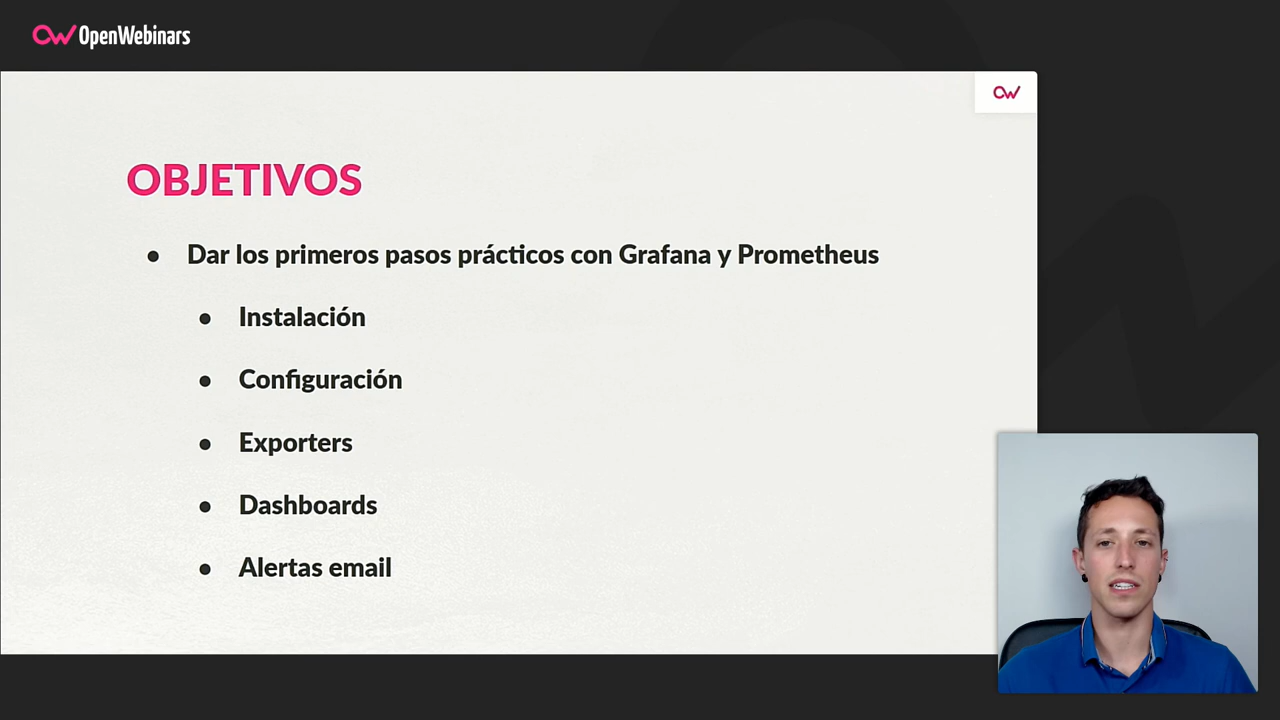 OpenWebinars
OBJETIVOS
● Dar los primeros pasos prácticos con Grafana y Prometheus
● Instalación
● Configuración
● Exporters
● Dashboards
● Alertas email